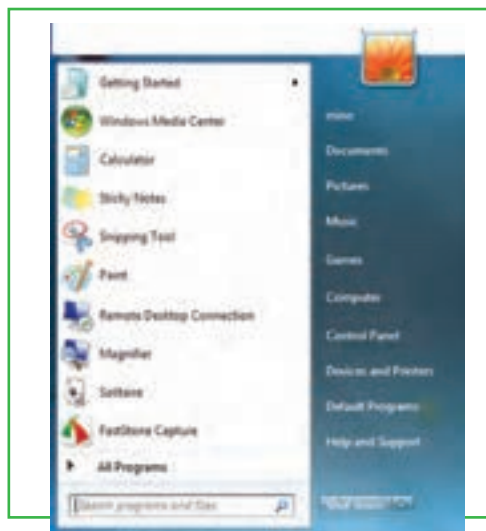 Getting Started
Windows Media Center
Calculator
Sticky Notes
Snipping Tool
Paint
Remote Desktop Connection
Magnifier
Solitaire
FastStone Capture
All Programs
Search programs and files
Documents
Pictures
Music
Games
Computer
Control Panel
Devices and Printers
Default Programs
Help and Support